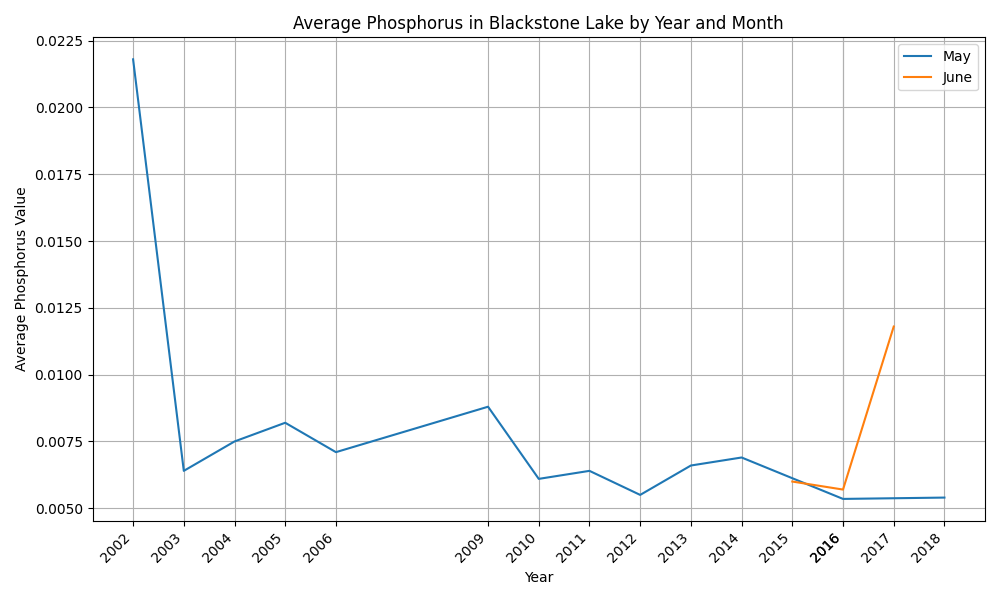 Average Phosphorus in Blackstone Lake by Year and Month
May
June
Average Phosphorus Value
0.0225
0.0200
0.0175
0.0150
0.0125
0.0100
0.0075
0.0050
2002 2003 2004 2005 2006 2009 2010 2011 2012 2013 2014 2015 2016 2016 2017 2018
Year